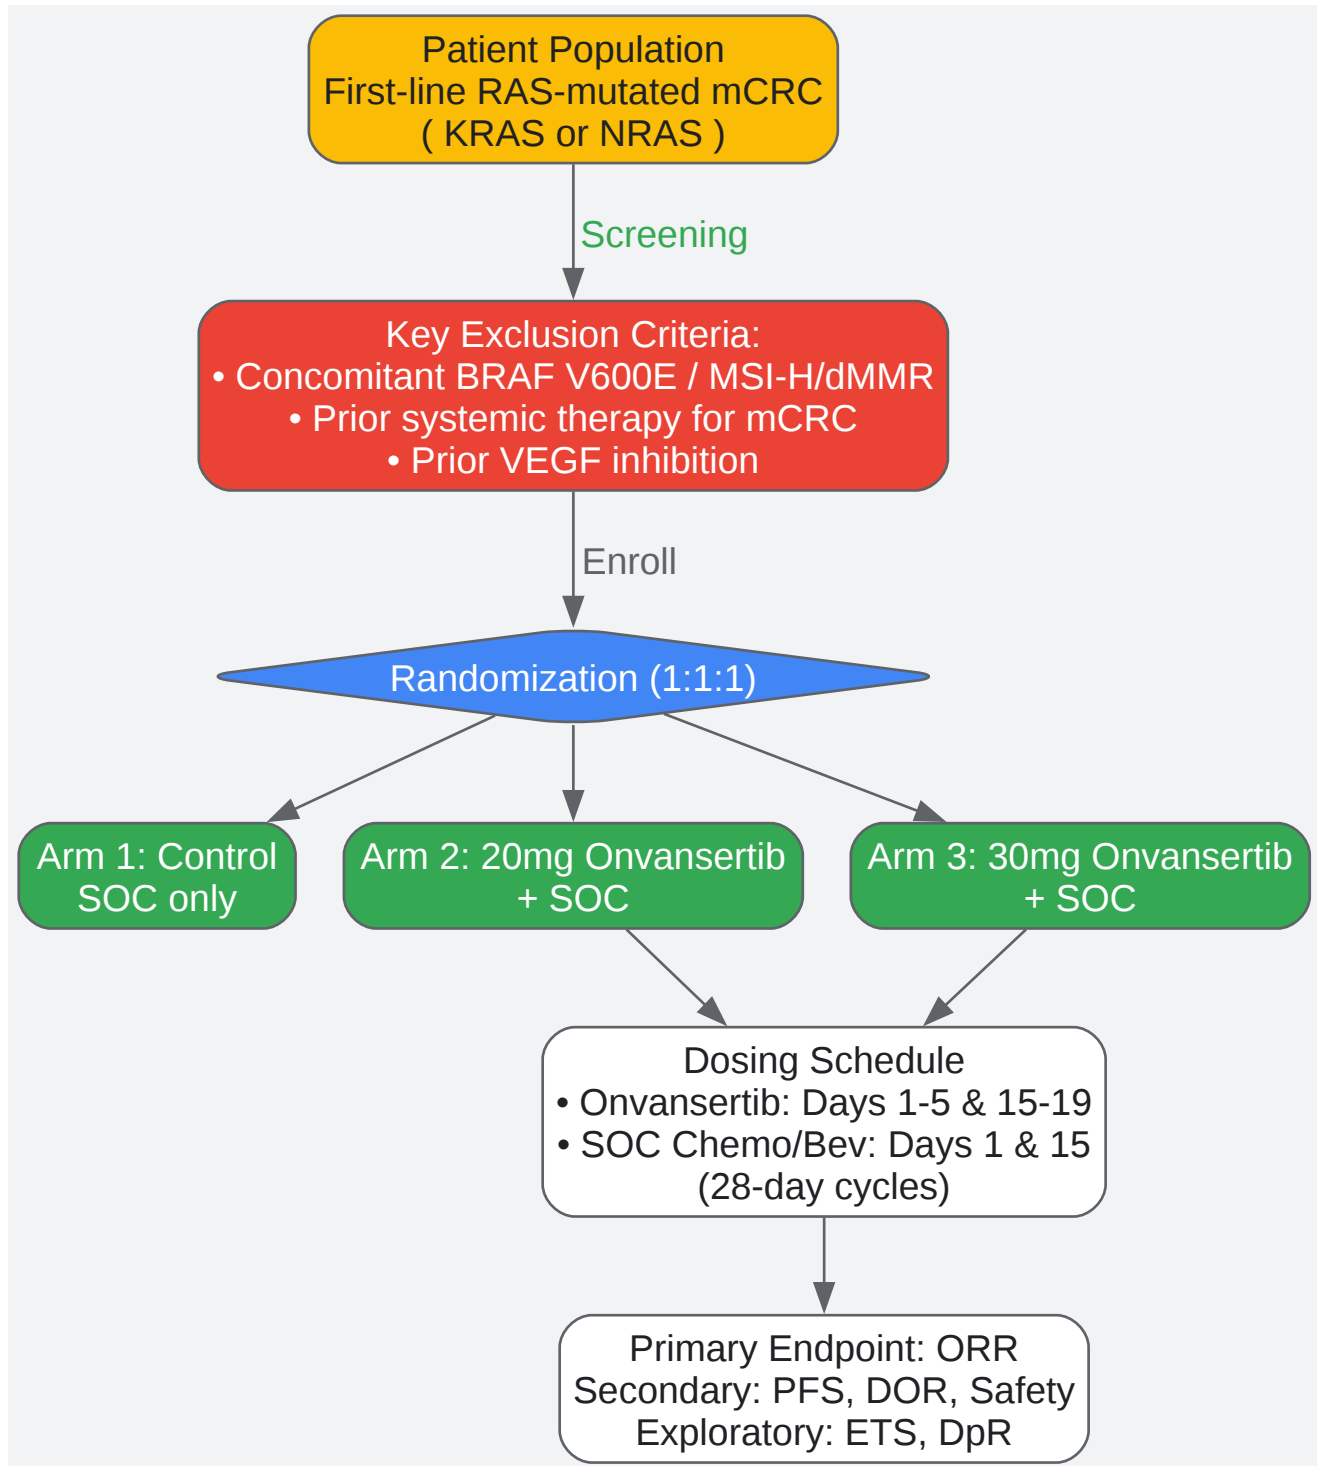 Patient Population
First-line RAS-mutated mCRC
( KRAS or NRAS )
Screening
Key Exclusion Criteria:
• Concomitant BRAF V600E / MSI-H/dMMR
• Prior systemic therapy for mCRC
• Prior VEGF inhibition
Enroll
Randomization (1:1:1)
Arm 1: Control
SOC only
Arm 2: 20mg Onvansertib
+ SOC
Arm 3: 30mg Onvansertib
+ SOC
Dosing Schedule
• Onvansertib: Days 1-5 & 15-19
• SOC Chemo/Bev: Days 1 & 15
(28-day cycles)
Primary Endpoint: ORR
Secondary: PFS, DOR, Safety
Exploratory: ETS, DpR